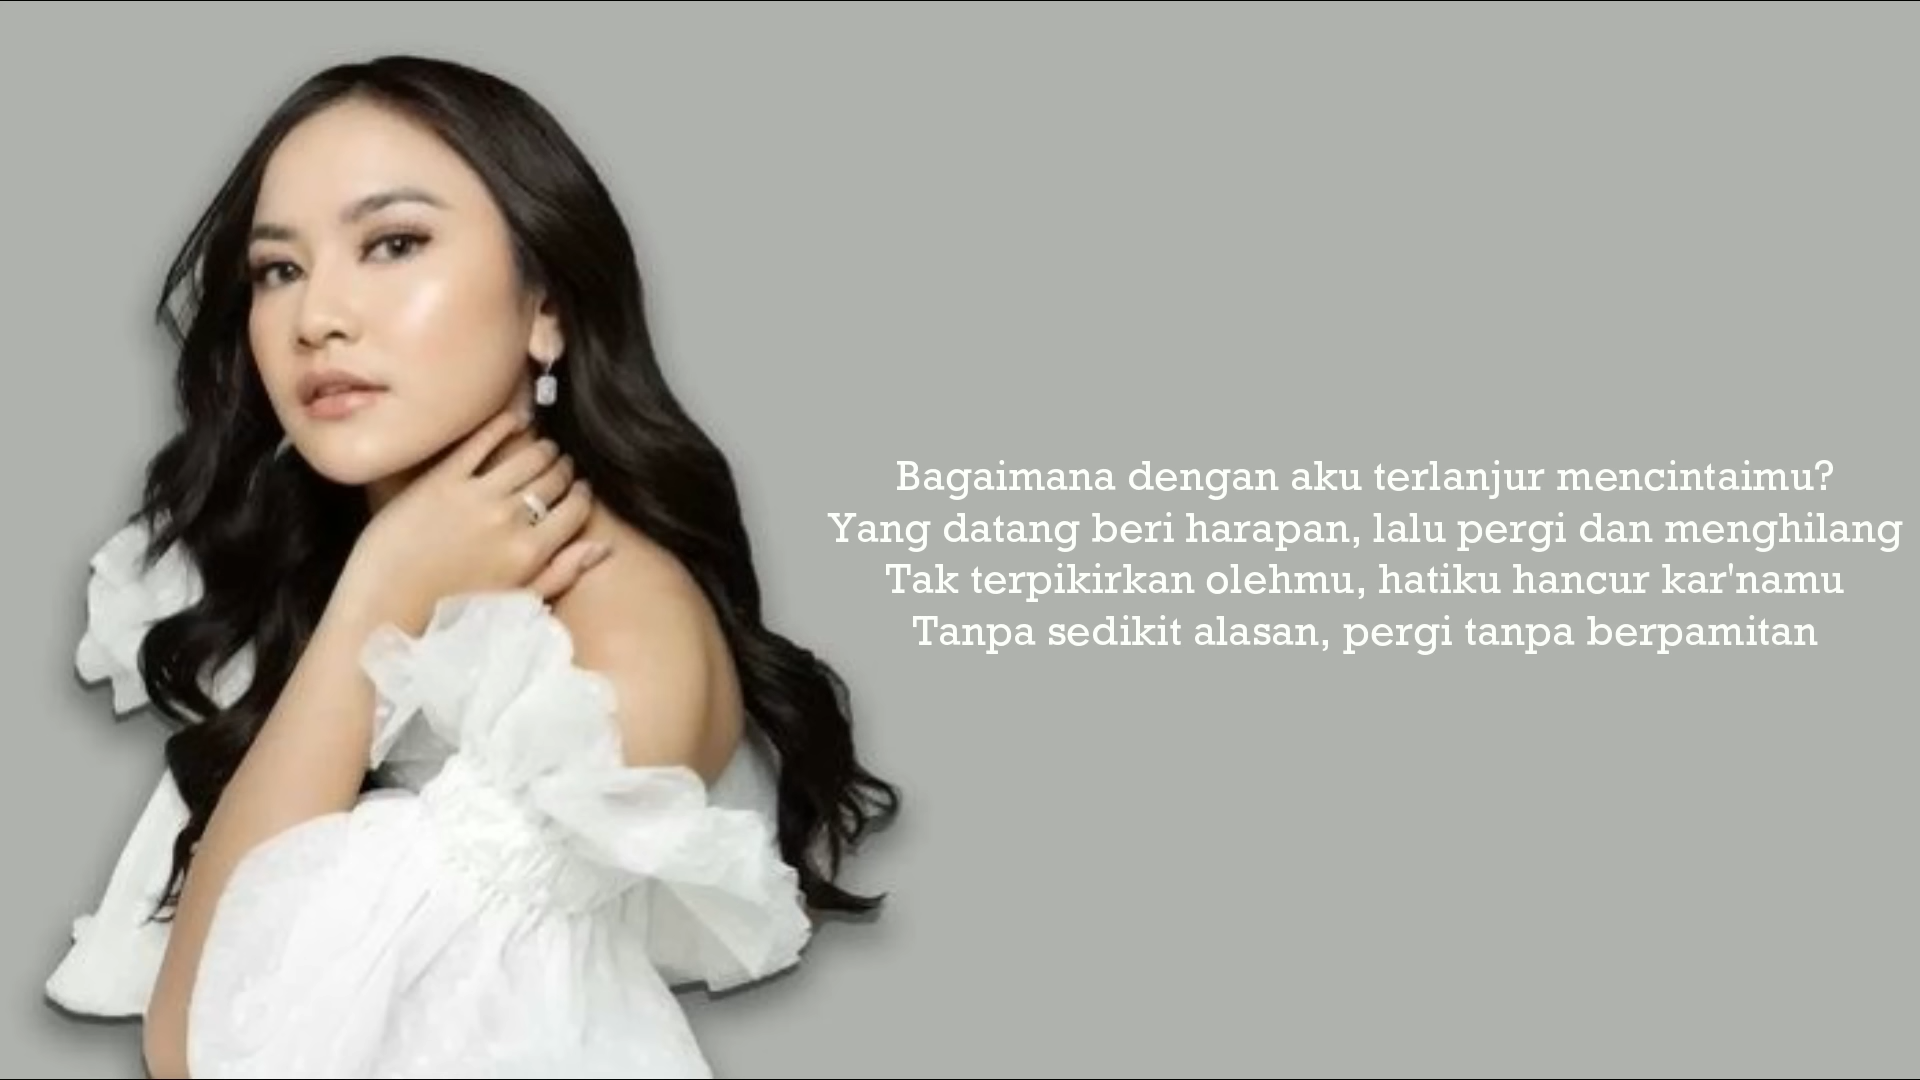 Bagaimana dengan aku terlanjur mencintaimu?
Yang datang beri harapan, lalu pergi dan menghilang
Tak terpikirkan olehmu, hatiku hancur kar'namu
Tanpa sedikit alasan, pergi tanpa berpamitan